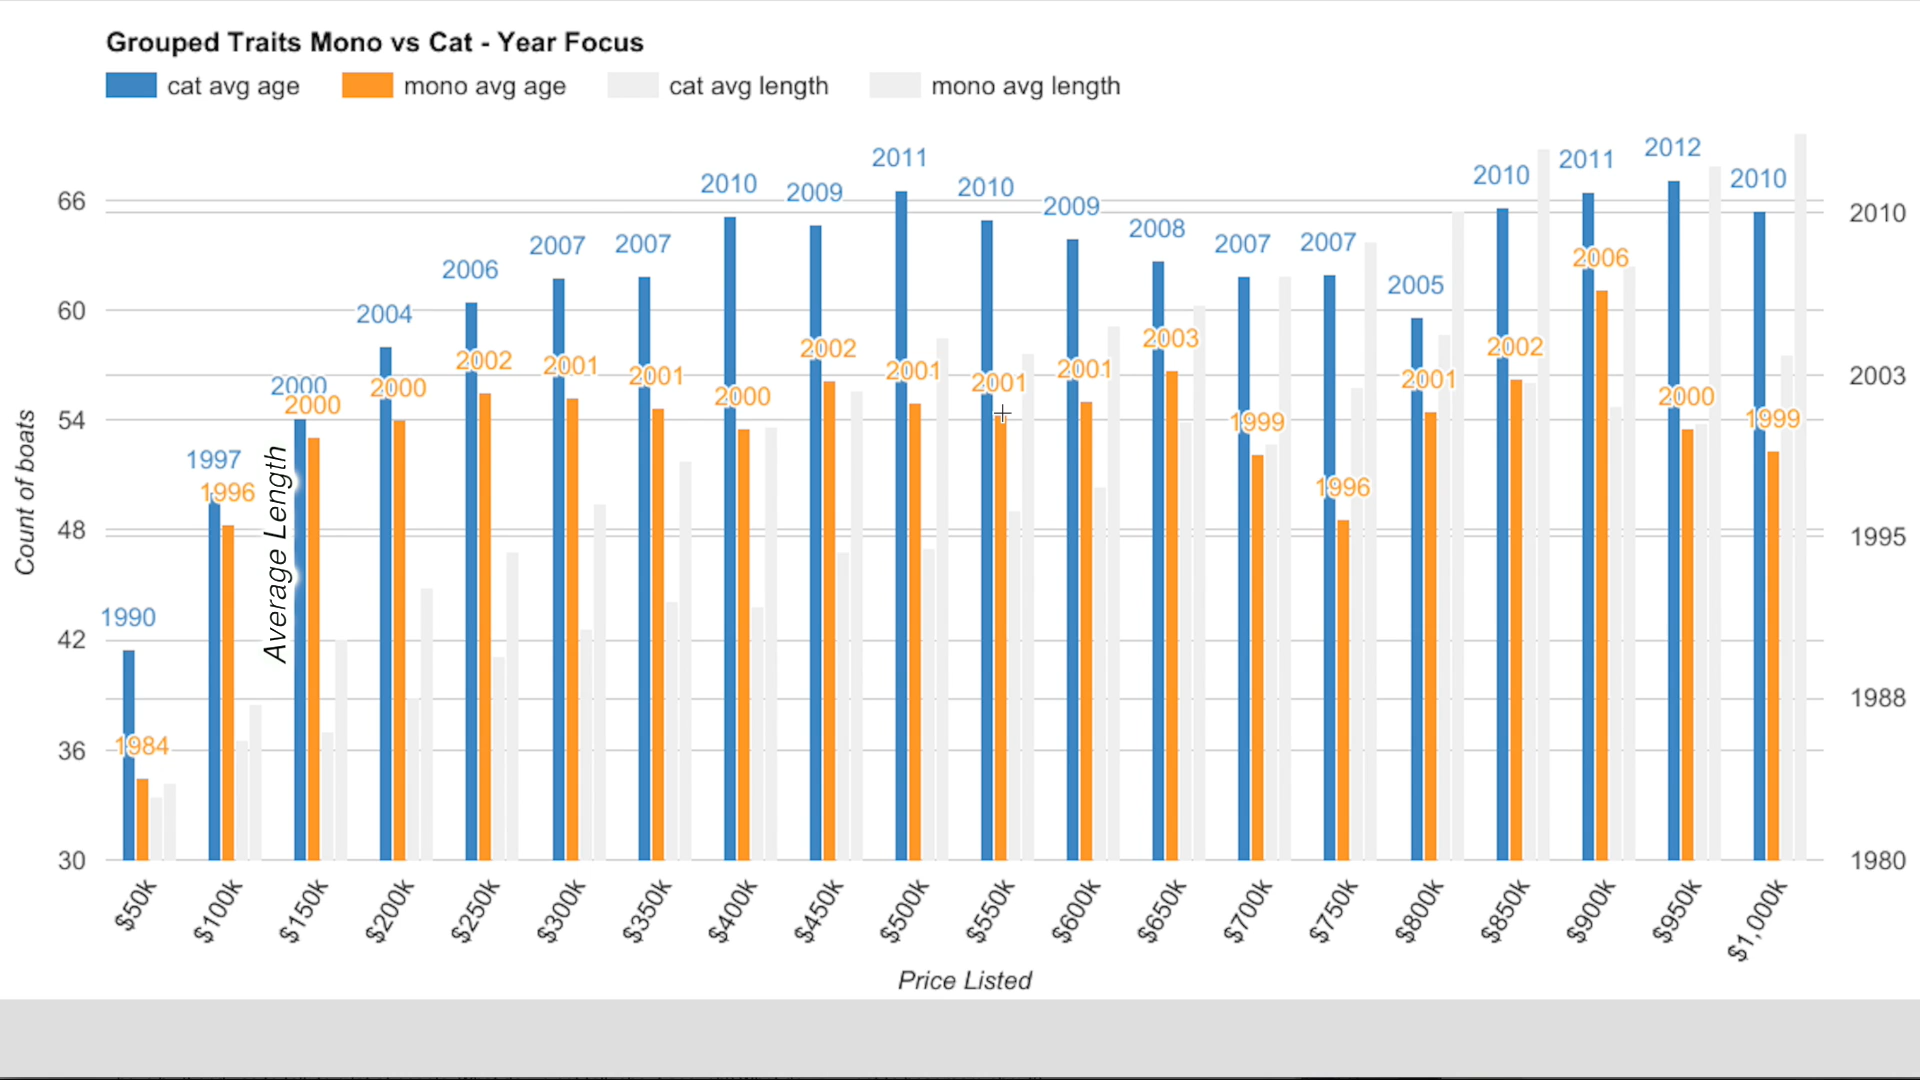 Grouped Traits Mono vs Cat - Year Focus
cat avg age mono avg age cat avg length mono avg length
2011 2012
2010 2009 2010 2009 2010 2011 2010
66 2010
2007 2007 2008 2007 2007
2006 2005 2006
2004
60
2002 2001 2001 2002 2001 2001 2001 2003 2001 2002
2003
2000 2000 2000 2000 2000
1999 1999
54
1997
1996 1996
48 1995
1990
42
1988
1984
36
30 1980
Count of boats
Average Length
$50k $100k $150k $200k $250k $300k $350k $400k $450k $500k $550k $600k $650k $700k $750k $800k $850k $900k $950k $1,000k
Price Listed